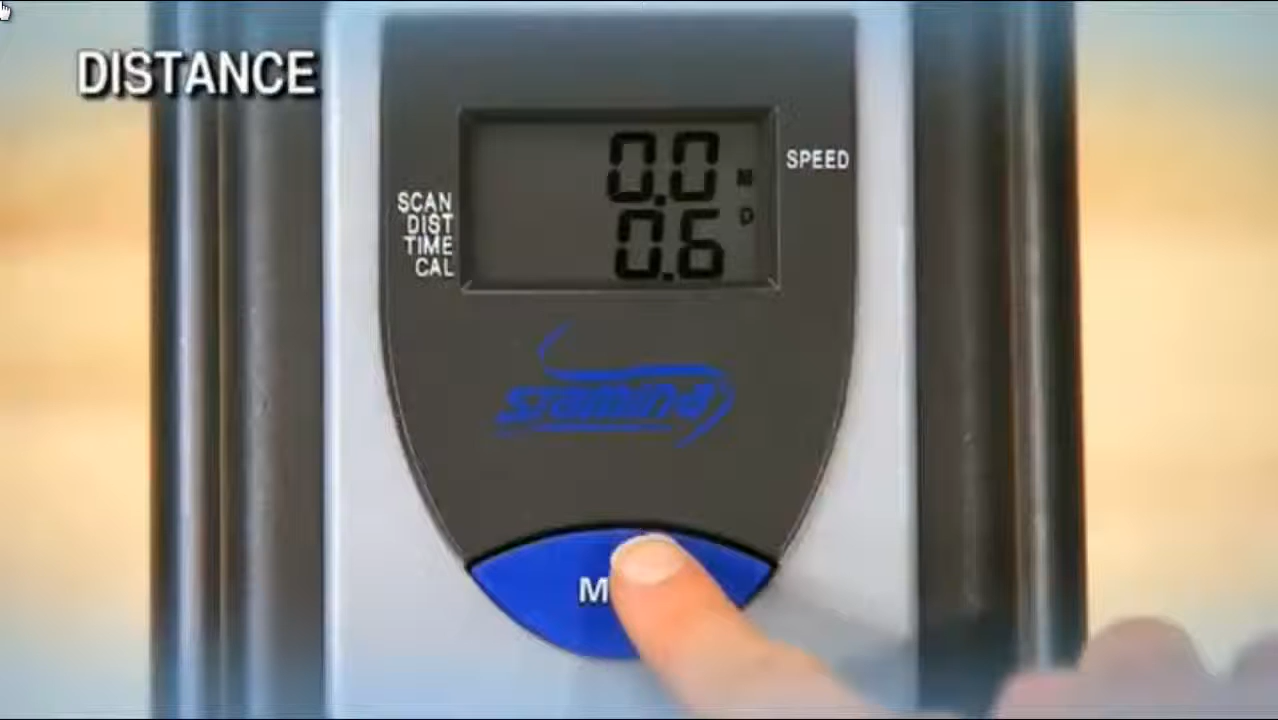 DISTANCE
0.0 M
SPEED
0.6 D
SCAN
DIST
TIME
CAL
stamina
M